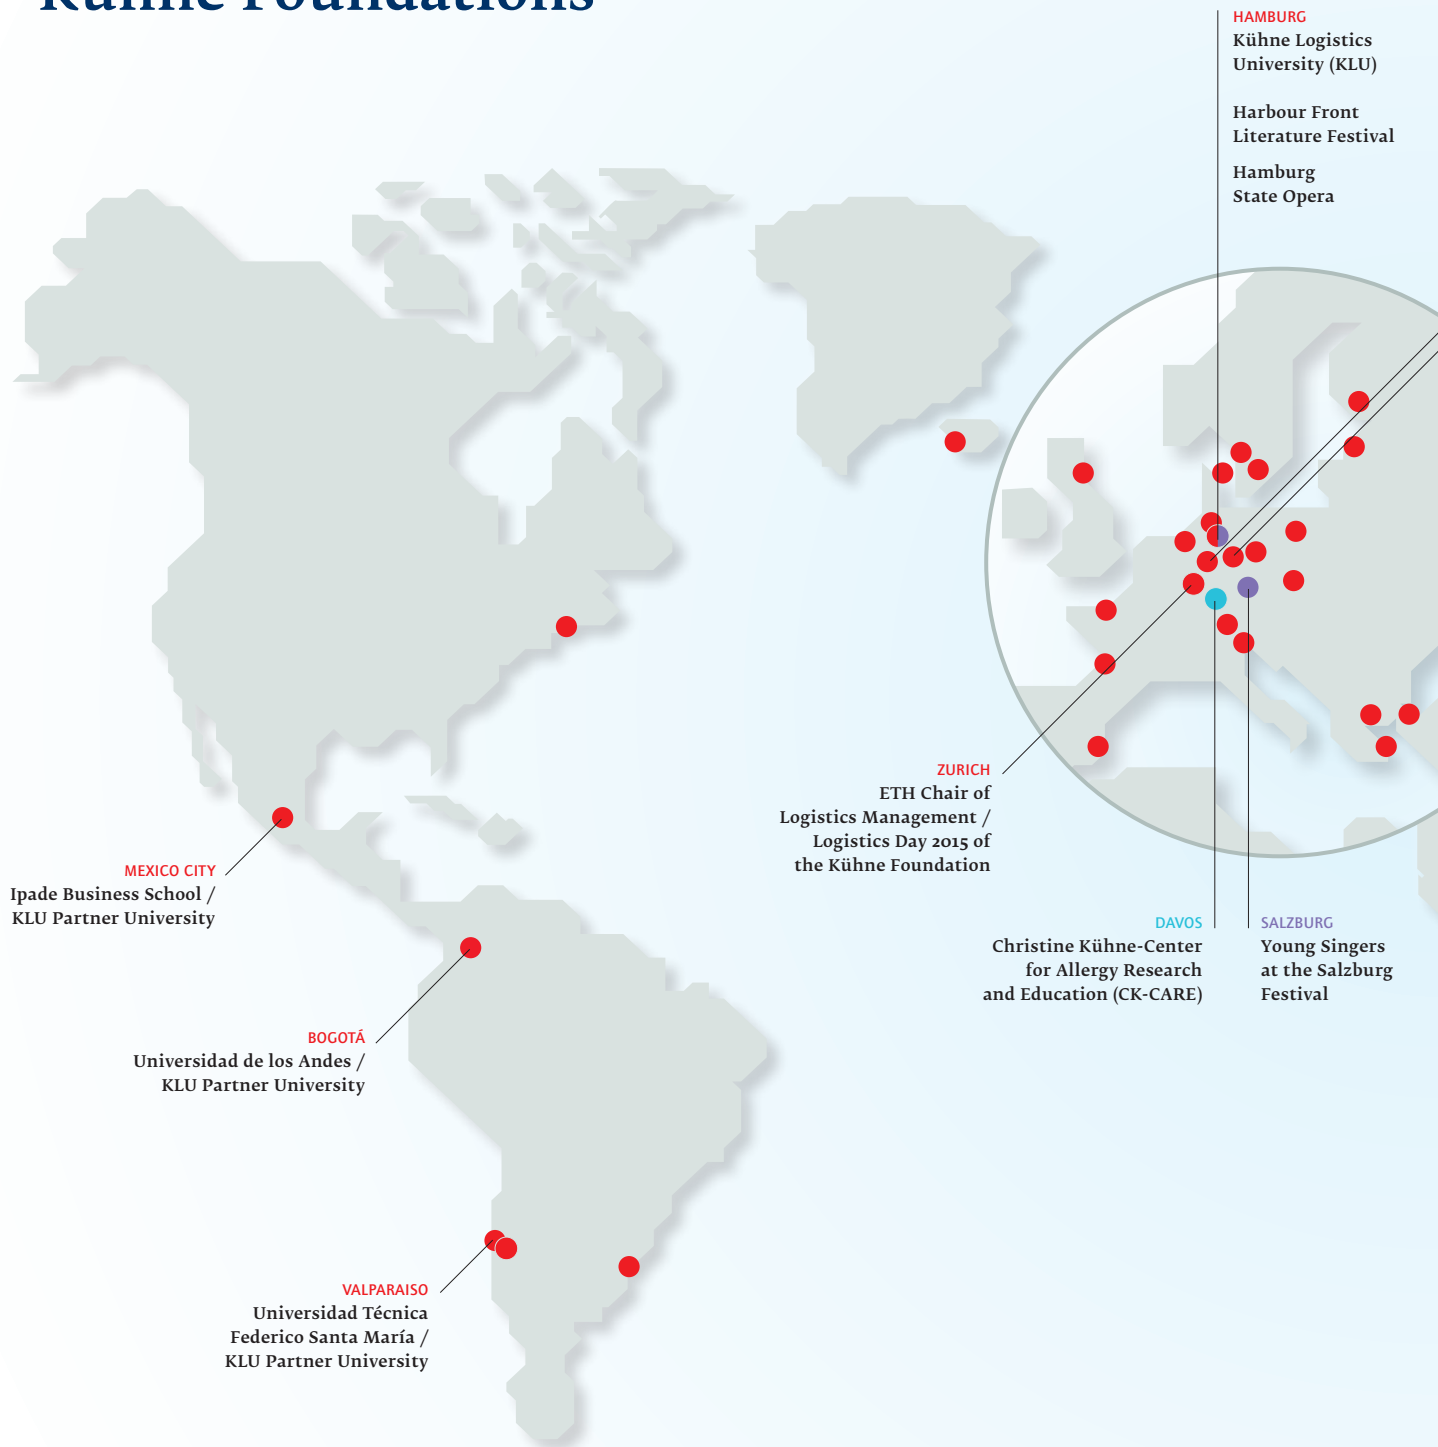 Kühne Foundations
HAMBURG
Kühne Logistics
University (KLU)
Harbour Front
Literature Festival
Hamburg
State Opera
ZURICH
ETH Chair of
Logistics Management /
Logistics Day 2015 of
the Kühne Foundation
MEXICO CITY
Ipade Business School /
KLU Partner University
DAVOS
Christine Kühne-Center
for Allergy Research
and Education (CK-CARE)
SALZBURG
Young Singers
at the Salzburg
Festival
BOGOTÁ
Universidad de los Andes /
KLU Partner University
VALPARAISO
Universidad Técnica
Federico Santa María /
KLU Partner University